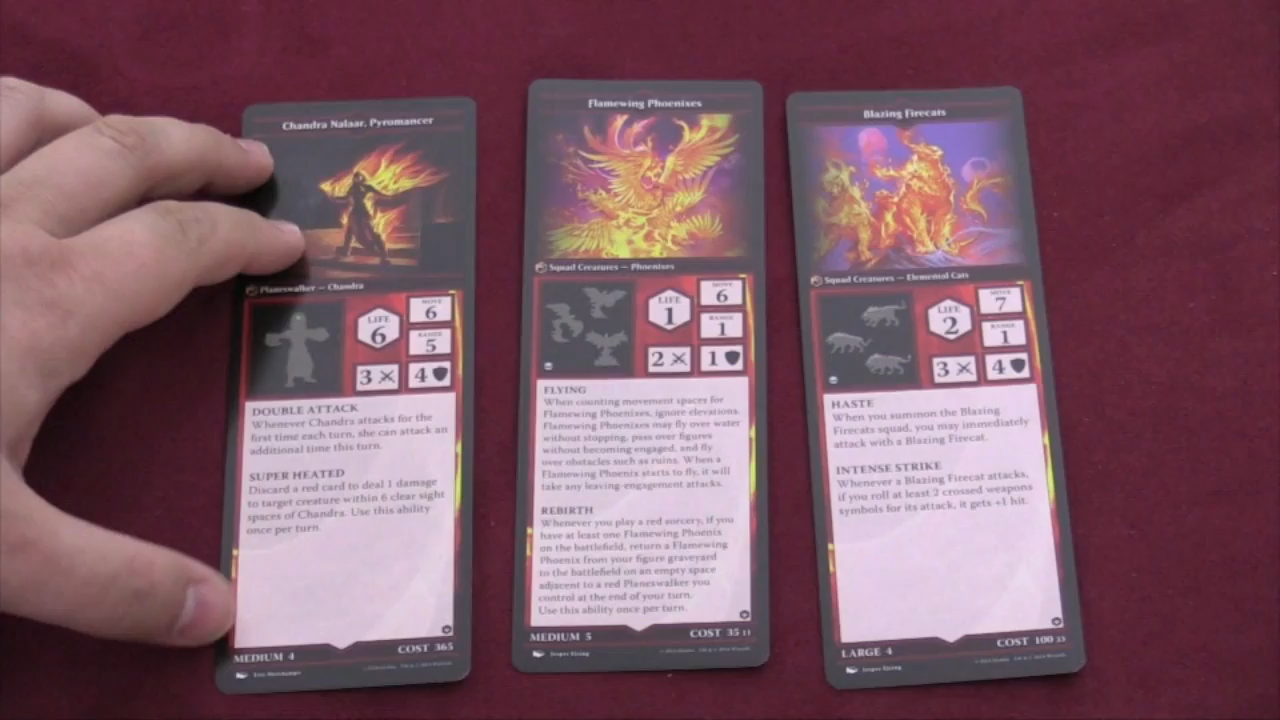 Chandra Nalaar, Pyromancer
Planeswalker — Chandra
LIFE
6
MOVE
6
RANGE
5
3
4
DOUBLE ATTACK
Whenever Chandra attacks for the
first time each turn, she can attack an
additional time this turn.
SUPER HEATED
Discard a red card to deal 1 damage
to target creature within 6 clear sight
spaces of Chandra. Use this ability
once per turn.
MEDIUM 4
COST 365
Flamewing Phoenixes
Squad Creatures — Phoenixes
LIFE
1
MOVE
6
RANGE
1
2
1
FLYING
When counting movement spaces for
Flamewing Phoenixes, ignore elevations.
Flamewing Phoenixes may fly over water
without stopping, pass over figures
without becoming engaged, and fly
over obstacles such as ruins. When a
Flamewing Phoenix starts to fly, it will
take any leaving-engagement attacks.
REBIRTH
Whenever you play a red sorcery, if you
have at least one Flamewing Phoenix
on the battlefield, return a Flamewing
Phoenix from your figure graveyard
to the battlefield on an empty space
adjacent to a red Planeswalker you
control at the end of your turn.
Use this ability once per turn.
MEDIUM 5
COST 35
Jesper Ejsing
Blazing Firecats
Squad Creatures — Elemental Cats
LIFE
2
MOVE
7
RANGE
1
3
4
HASTE
When you summon the Blazing
Firecats squad, you may immediately
attack with a Blazing Firecat.
INTENSE STRIKE
Whenever a Blazing Firecat attacks,
if you roll at least 2 crossed weapons
symbols for its attack, it gets +1 hit.
LARGE 4
COST 100
Jesper Ejsing